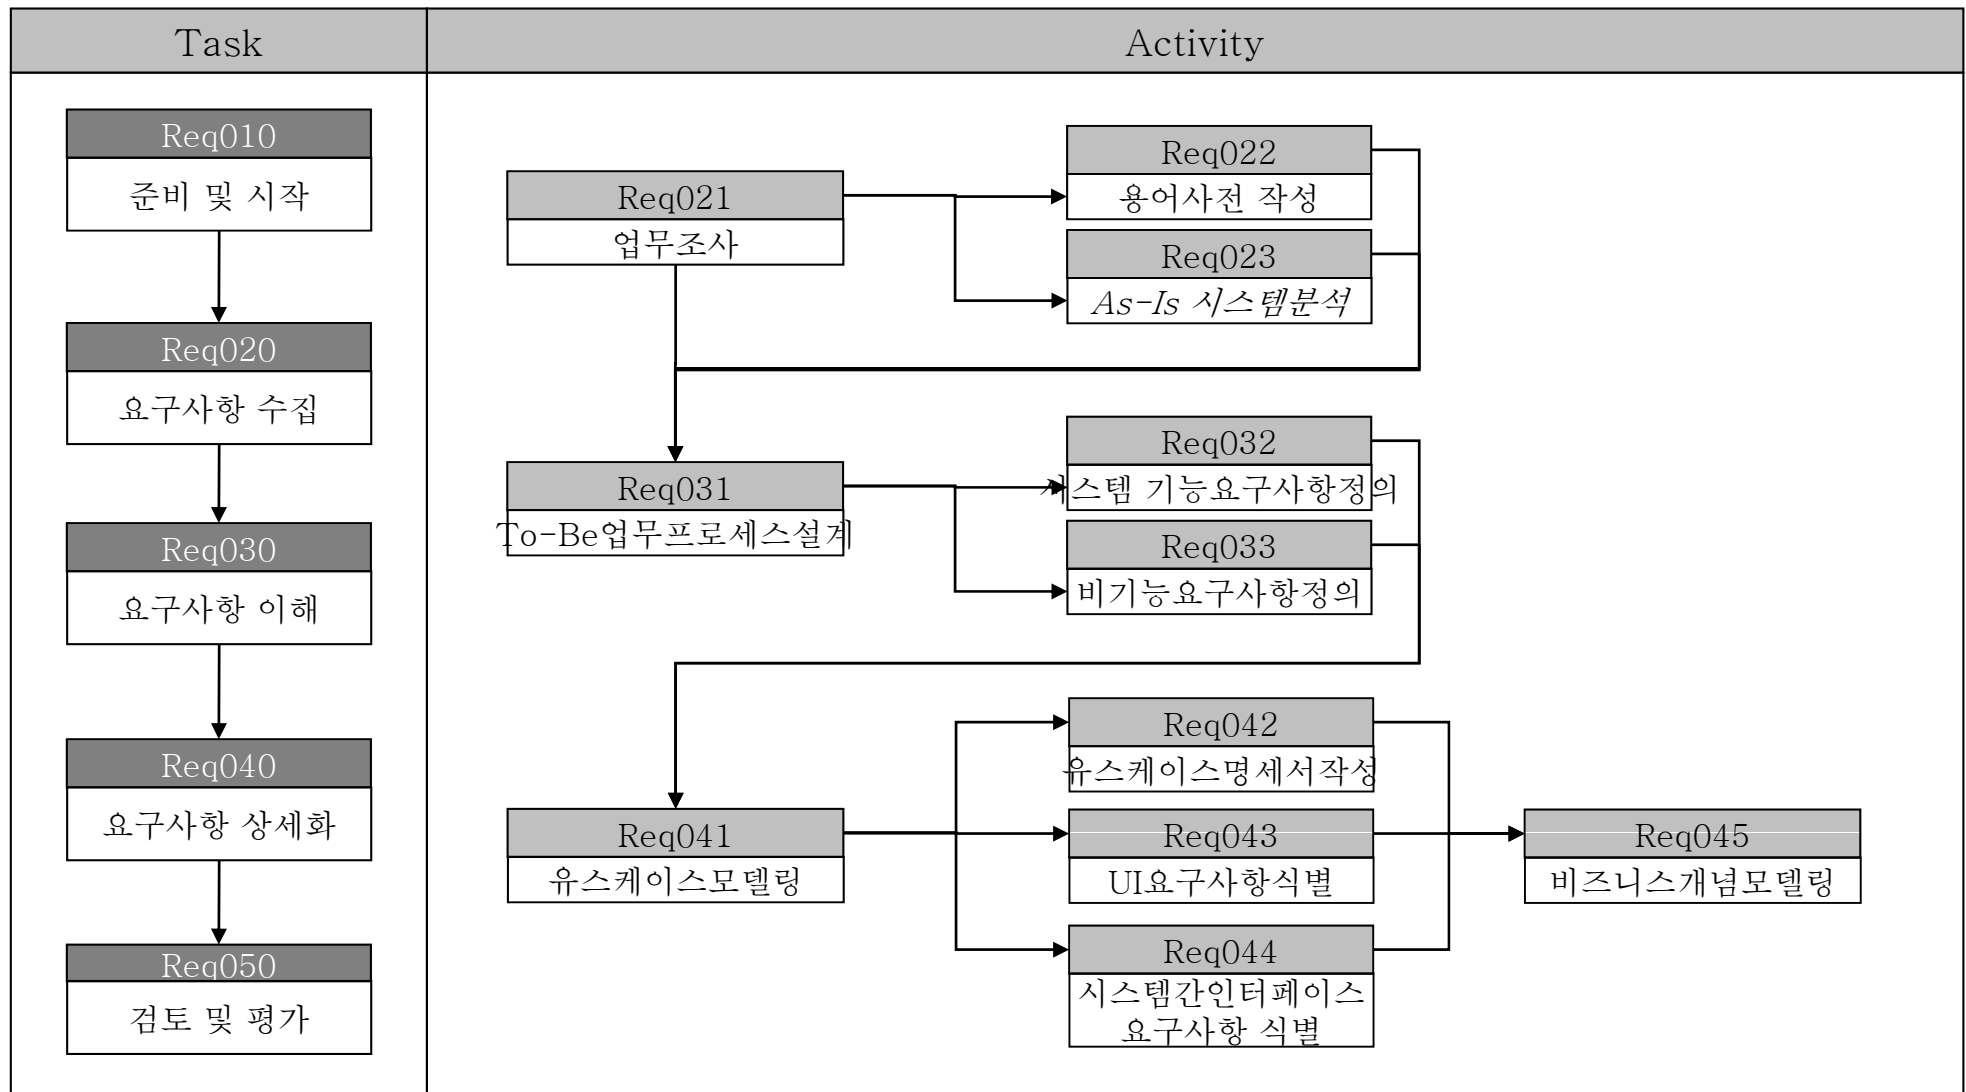 Task
Activity
Req010
준비 및 시작
Req020
요구사항 수집
Req030
요구사항 이해
Req040
요구사항 상세화
Req050
검토 및 평가
Req021
업무조사
Req022
용어사전 작성
Req023
As-Is 시스템분석
Req031
To-Be업무프로세스설계
Req032
시스템 기능요구사항정의
Req033
비기능요구사항정의
Req041
유스케이스모델링
Req042
유스케이스명세서작성
Req043
UI요구사항식별
Req044
시스템간인터페이스
요구사항 식별
Req045
비즈니스개념모델링